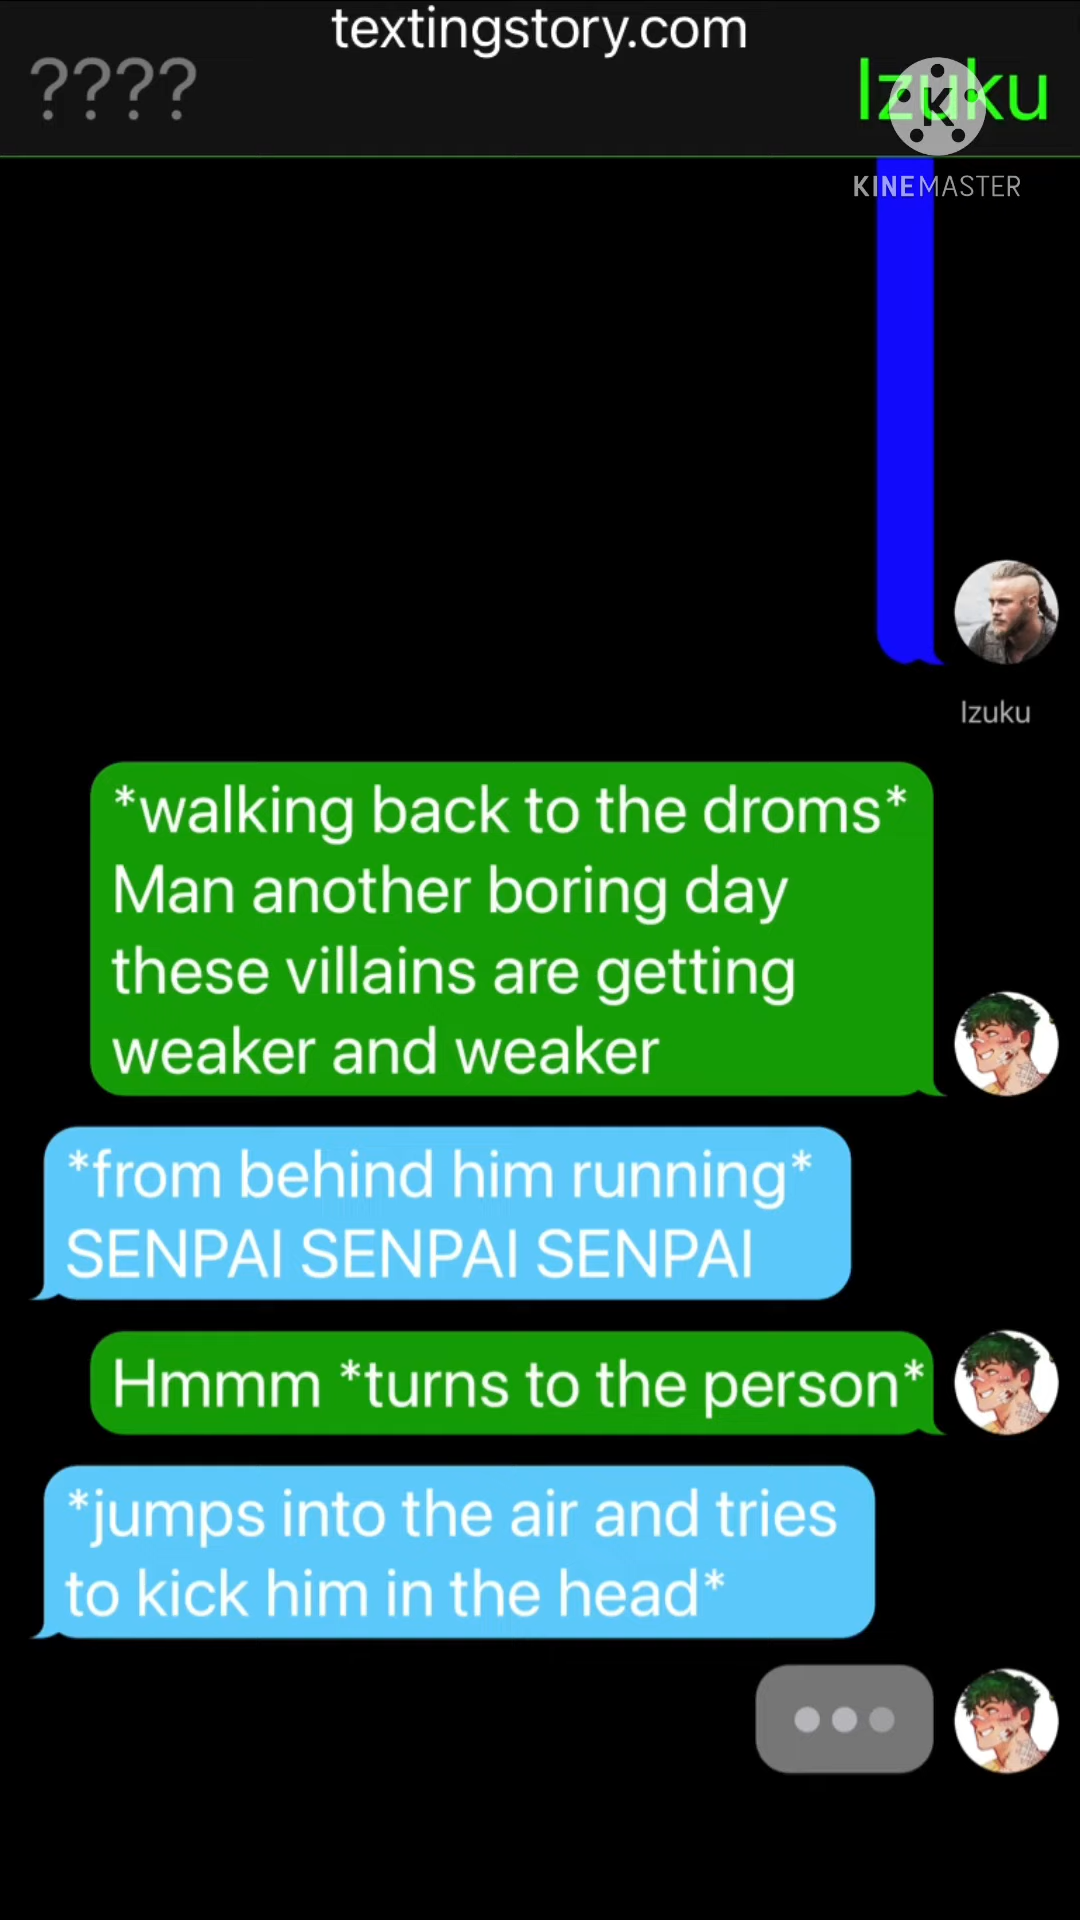 textingstory.com
????
Izuku
K
KINEMASTER
Izuku
*walking back to the droms*
Man another boring day
these villains are getting
weaker and weaker
*from behind him running*
SENPAI SENPAI SENPAI
Hmmm *turns to the person*
*jumps into the air and tries
to kick him in the head*